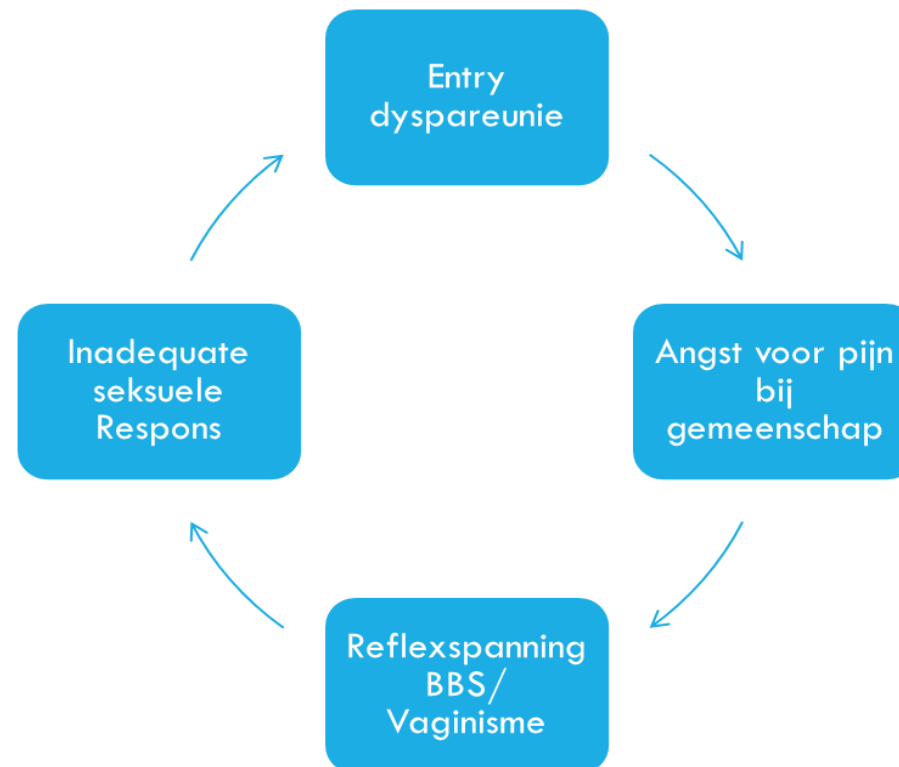 Entry
dyspareunie
Angst voor pijn
bij
gemeenschap
Reflexspanning
BBS/
Vaginisme
Inadequate
seksuele
Respons